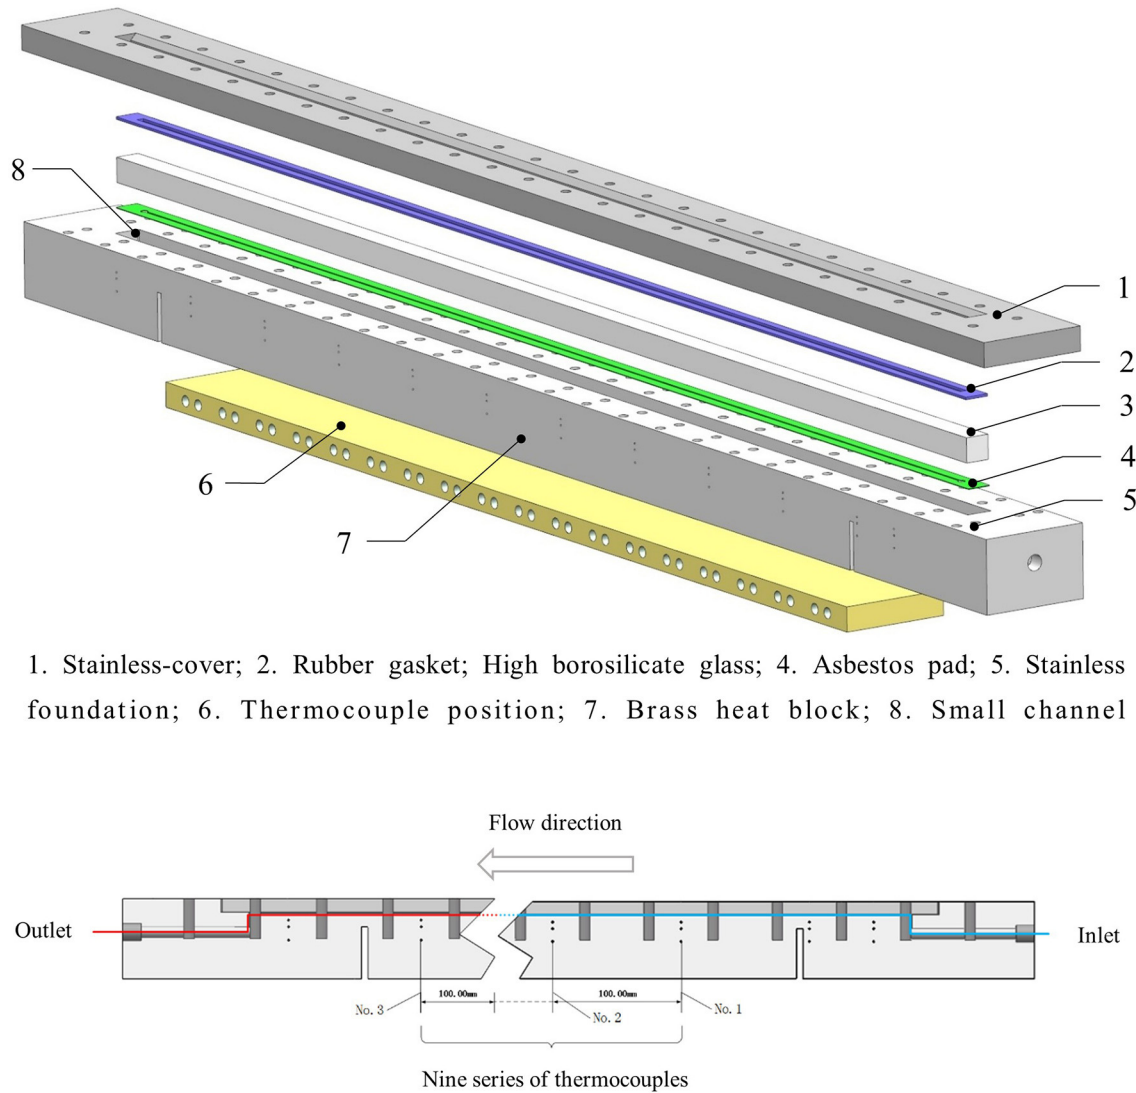 8
1
2
3
4
5
6
7
1. Stainless-cover; 2. Rubber gasket; High borosilicate glass; 4. Asbestos pad; 5. Stainless
foundation; 6. Thermocouple position; 7. Brass heat block; 8. Small channel
Flow direction
Outlet
Inlet
100.00mm
100.00mm
No.3
No.2
No.1
Nine series of thermocouples